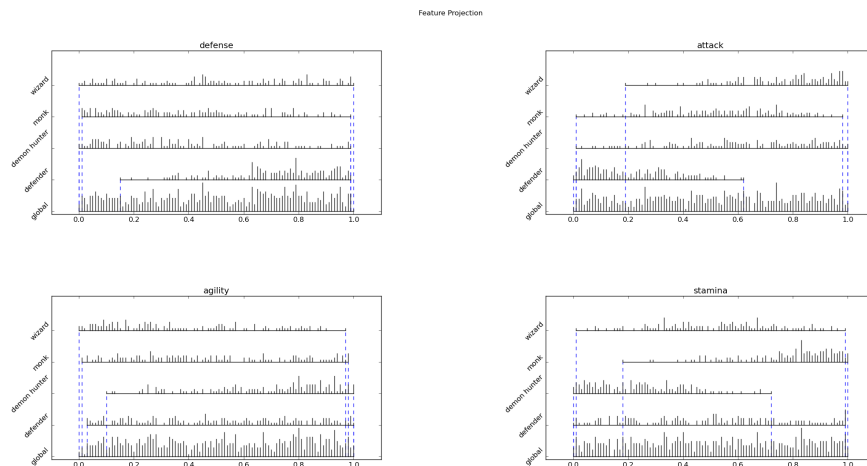 Feature Projection
defense
wizard
monk
demon hunter
defender
global
0.0 0.2 0.4 0.6 0.8 1.0
attack
wizard
monk
demon hunter
defender
global
0.0 0.2 0.4 0.6 0.8 1.0
agility
wizard
monk
demon hunter
defender
global
0.0 0.2 0.4 0.6 0.8 1.0
stamina
wizard
monk
demon hunter
defender
global
0.0 0.2 0.4 0.6 0.8 1.0